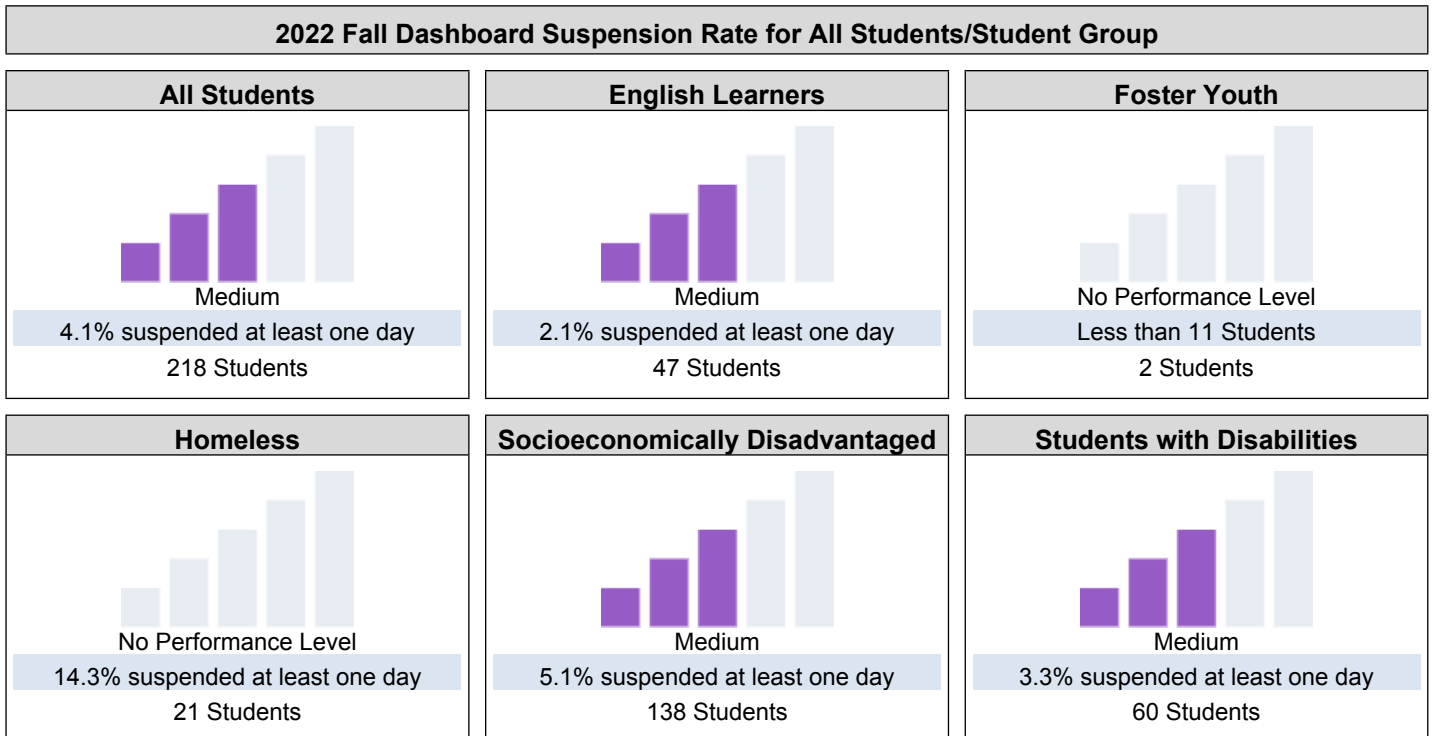 2022 Fall Dashboard Suspension Rate for All Students/Student Group
All Students
Medium
4.1% suspended at least one day
218 Students
English Learners
Medium
2.1% suspended at least one day
47 Students
Foster Youth
No Performance Level
Less than 11 Students
2 Students
Homeless
No Performance Level
14.3% suspended at least one day
21 Students
Socioeconomically Disadvantaged
Medium
5.1% suspended at least one day
138 Students
Students with Disabilities
Medium
3.3% suspended at least one day
60 Students